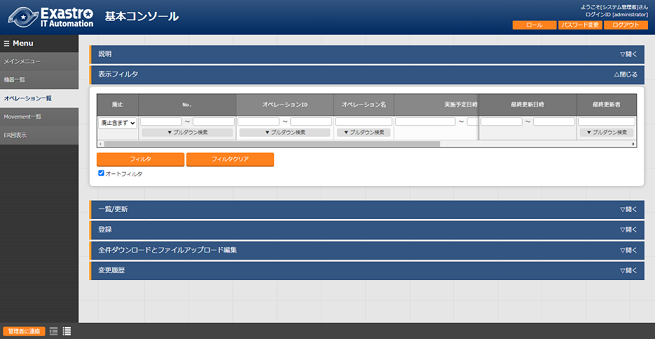 Exastro
IT Automation
基本コンソール
ようこそ[システム管理者]さん
ログインID [administrator]
ロール パスワード変更 ログアウト
☰ Menu
メインメニュー
機器一覧
オペレーション一覧
Movement一覧
ER図表示
説明 ▽開く
表示フィルタ △閉じる
廃止 No. オペレーションID オペレーション名 実施予定日時 最終更新日時 最終更新者
廃止含まず ～ ～ ～ ～
▼ プルダウン検索 ▼ プルダウン検索 ▼ プルダウン検索 ▼ プルダウン検索
フィルタ フィルタクリア
オートフィルタ
一覧/更新 ▽開く
登録 ▽開く
全件ダウンロードとファイルアップロード編集 ▽開く
変更履歴 ▽開く
管理者に連絡